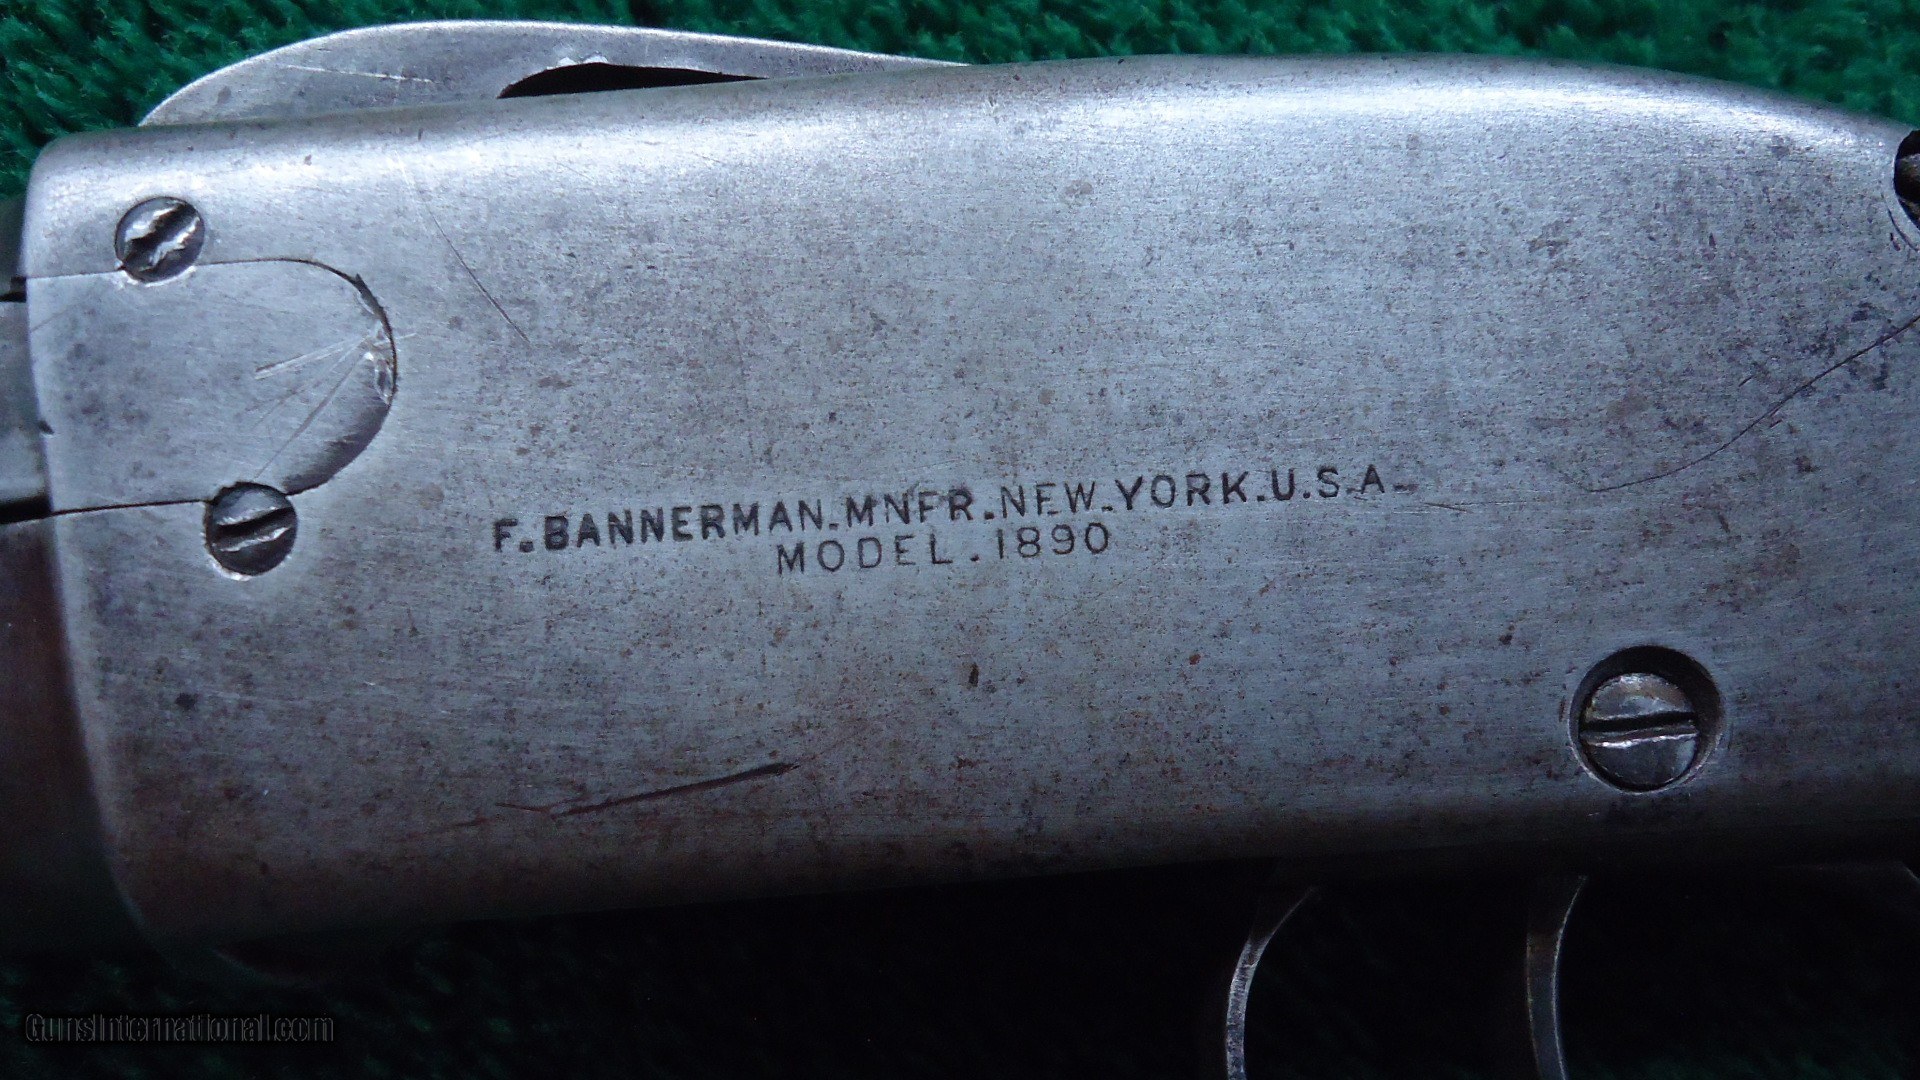 F. BANNERMAN. MNFR. NEW. YORK. U.S.A.
MODEL. 1890
GunsInternational.com